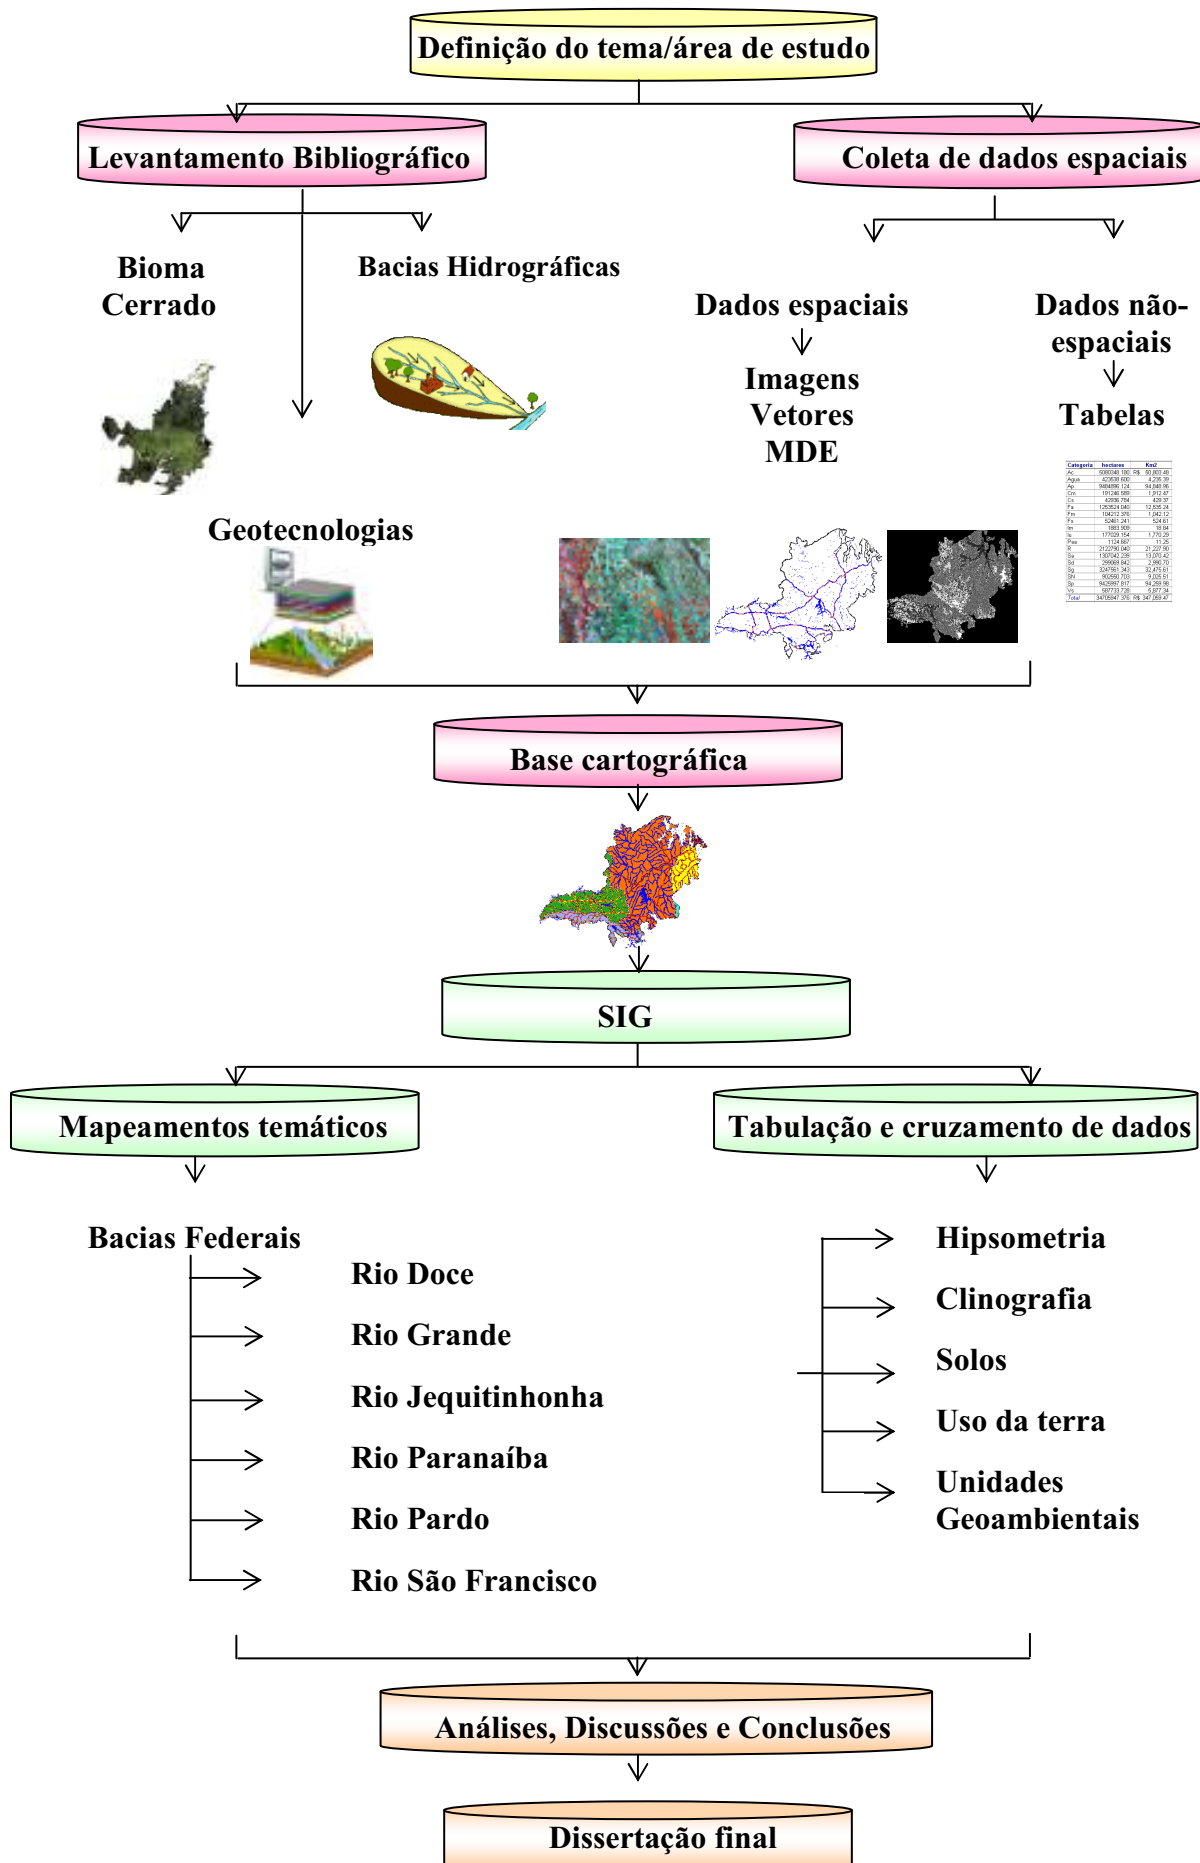 Definição do tema/área de estudo
Levantamento Bibliográfico
Coleta de dados espaciais
Bioma
Cerrado
Bacias Hidrográficas
Geotecnologias
Dados espaciais
Imagens
Vetores
MDE
Dados não-
espaciais
Tabelas
Categoria hectares Km2
Base cartográfica
SIG
Mapeamentos temáticos
Tabulação e cruzamento de dados
Bacias Federais
Rio Doce
Rio Grande
Rio Jequitinhonha
Rio Paranaíba
Rio Pardo
Rio São Francisco
Hipsometria
Clinografia
Solos
Uso da terra
Unidades
Geoambientais
Análises, Discussões e Conclusões
Dissertação final